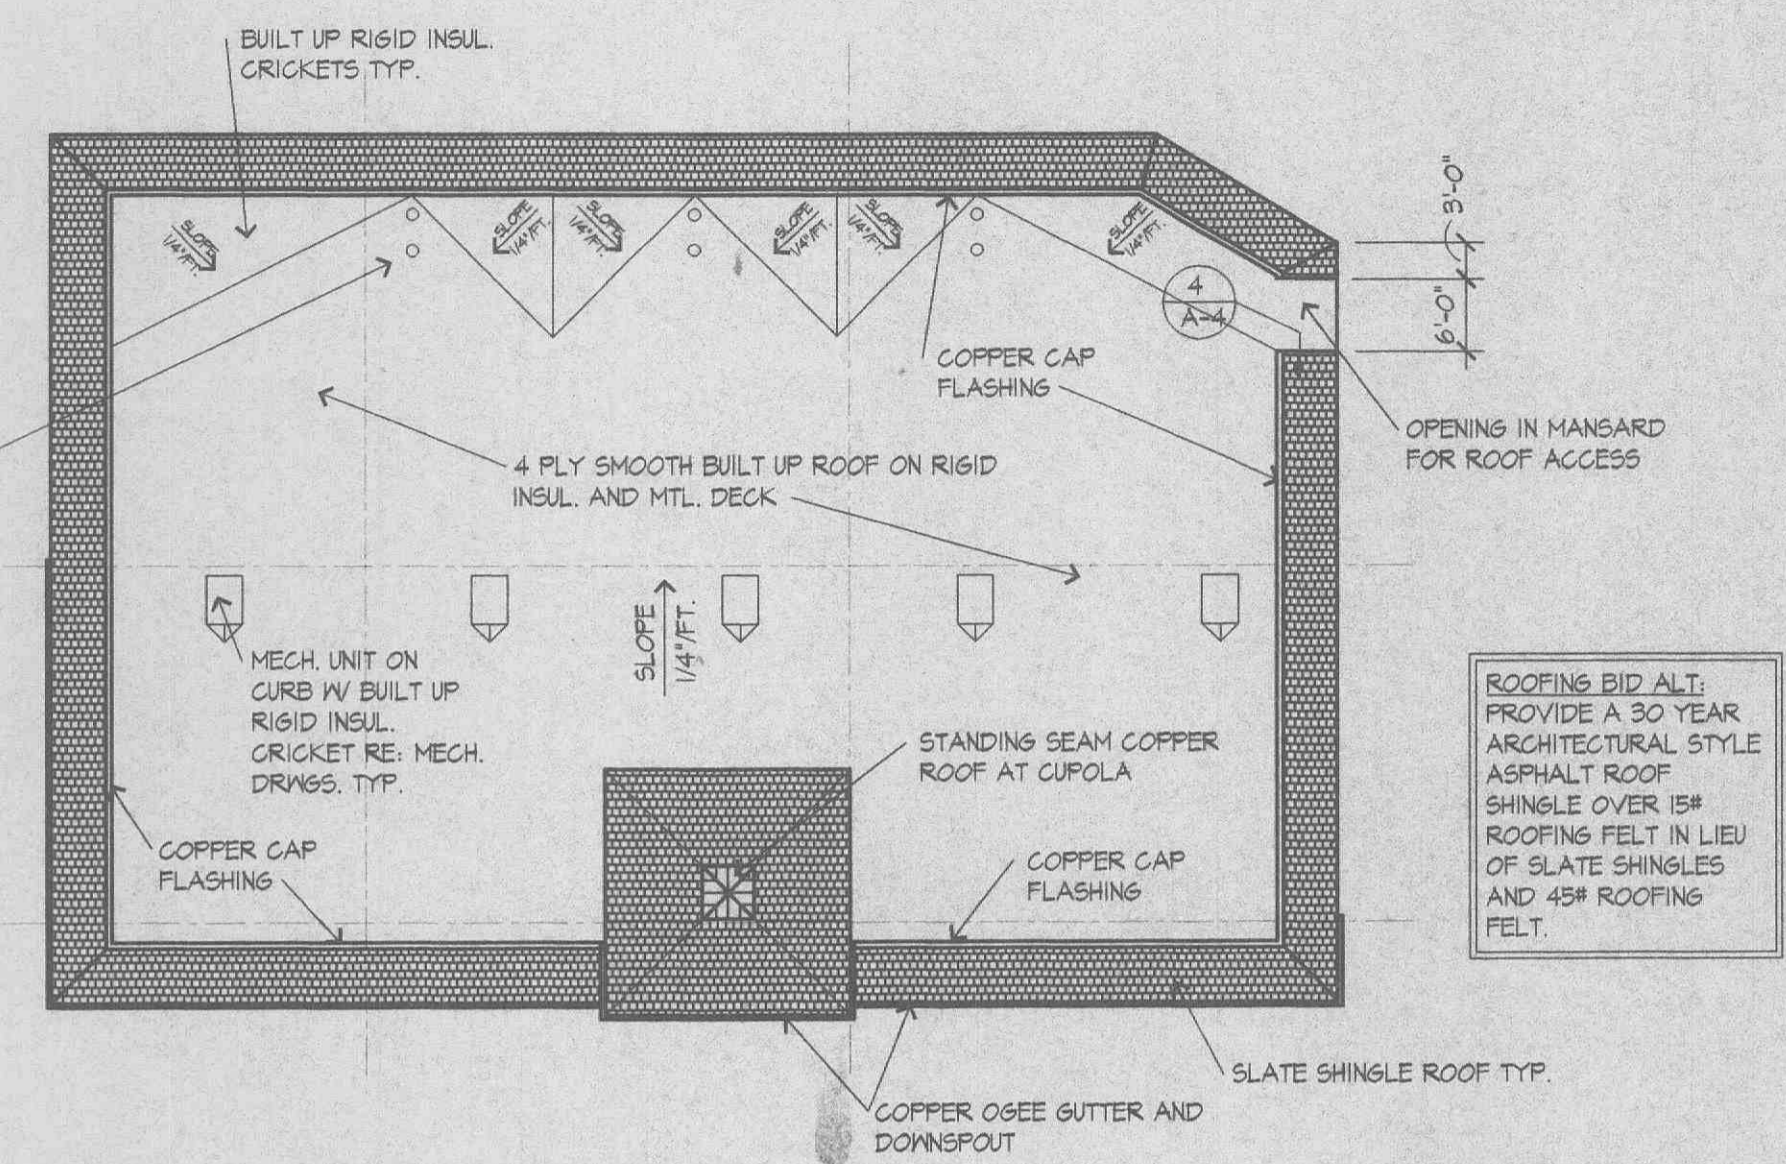 BUILT UP RIGID INSUL.
CRICKETS TYP.
SLOPE
1/4"/FT.
SLOPE
1/4"/FT.
SLOPE
1/4"/FT.
SLOPE
1/4"/FT.
SLOPE
1/4"/FT.
SLOPE
1/4"/FT.
3'-0"
6'-0"
4
A-4
COPPER CAP
FLASHING
OPENING IN MANSARD
FOR ROOF ACCESS
4 PLY SMOOTH BUILT UP ROOF ON RIGID
INSUL. AND MTL. DECK
SLOPE
1/4"/FT.
MECH. UNIT ON
CURB W/ BUILT UP
RIGID INSUL.
CRICKET RE: MECH.
DRWGS. TYP.
STANDING SEAM COPPER
ROOF AT CUPOLA
ROOFING BID ALT:
PROVIDE A 30 YEAR
ARCHITECTURAL STYLE
ASPHALT ROOF
SHINGLE OVER 15#
ROOFING FELT IN LIEU
OF SLATE SHINGLES
AND 45# ROOFING
FELT.
COPPER CAP
FLASHING
COPPER CAP
FLASHING
SLATE SHINGLE ROOF TYP.
COPPER OGEE GUTTER AND
DOWNSPOUT